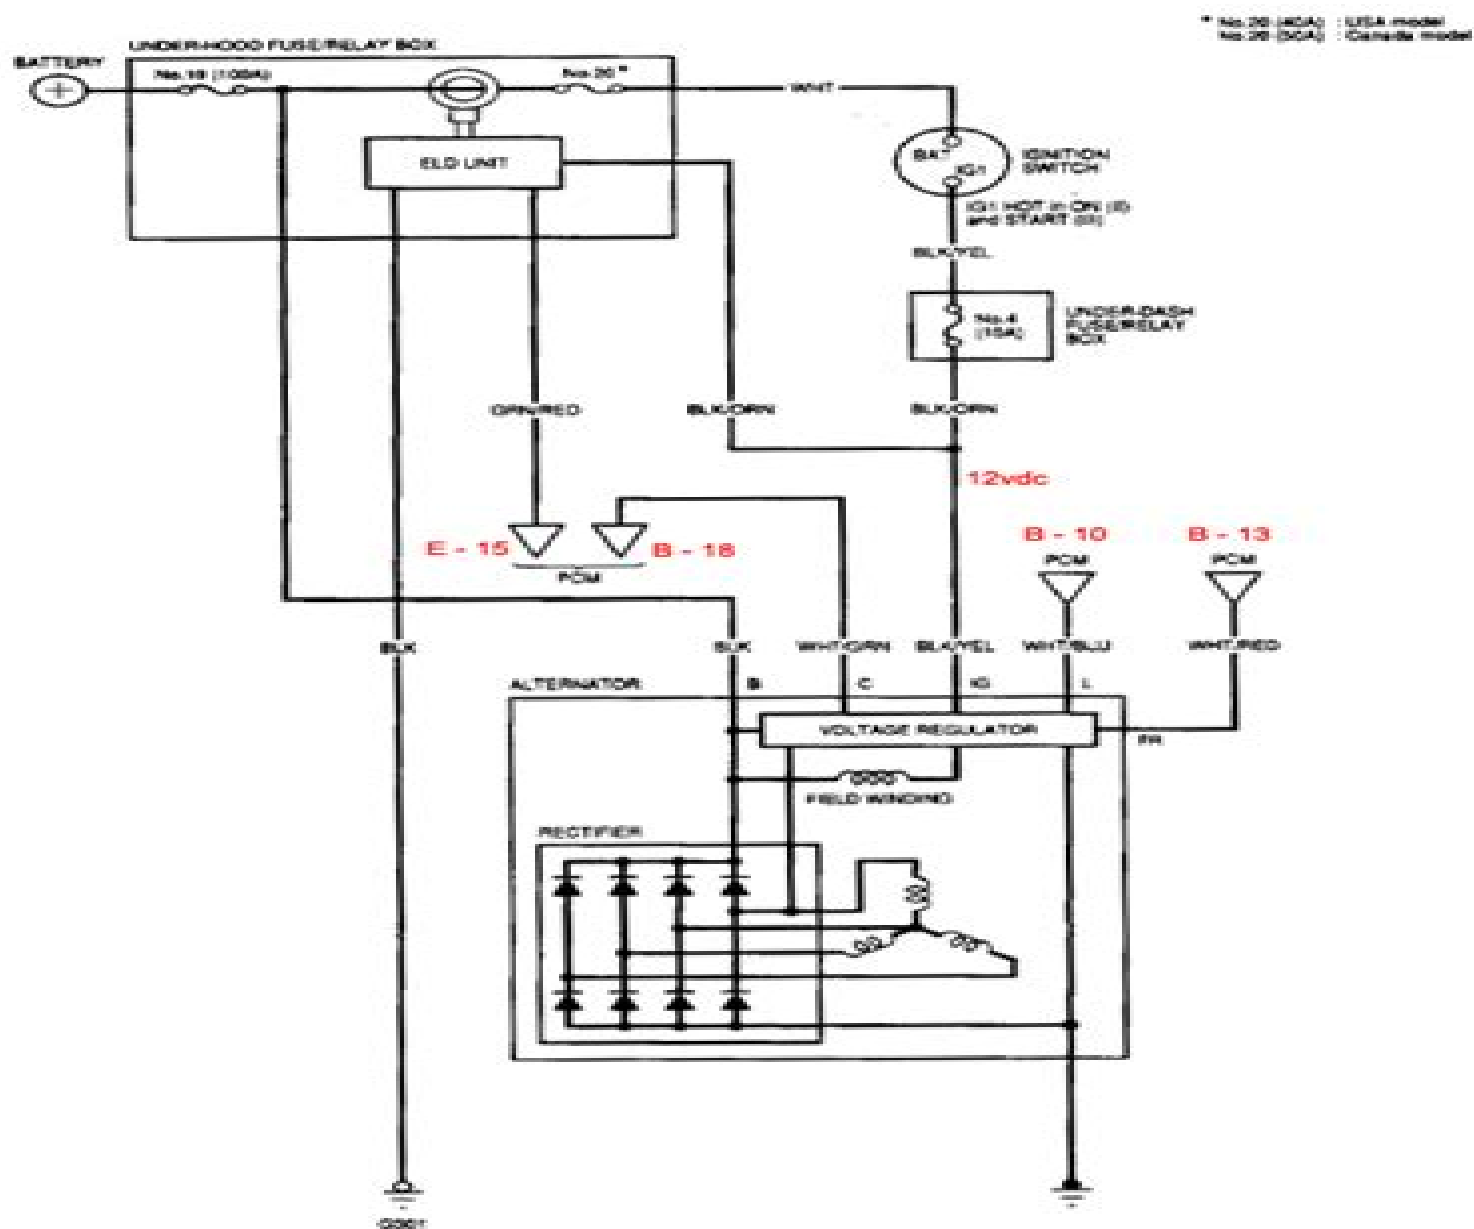 * No.20 (40A) : USA model
No.20 (50A) : Canada model
UNDER-HOOD FUSE/RELAY BOX
BATTERY
No.19 (100A)
No.20 *
WHT
ELD UNIT
BAT
IG1
IGNITION
SWITCH
IG1 HOT in ON (II)
and START (III)
BLK/YEL
No.4
(15A)
UNDER-DASH
FUSE/RELAY
BOX
GRN/RED
BLK/ORN
BLK/ORN
12vdc
E - 15
B - 18
B - 10
B - 13
PCM
PCM
PCM
BLK
BLK
WHT/GRN
BLK/YEL
WHT/BLU
WHT/RED
ALTERNATOR
B
C
IG
L
VOLTAGE REGULATOR
FR
FIELD WINDING
RECTIFIER